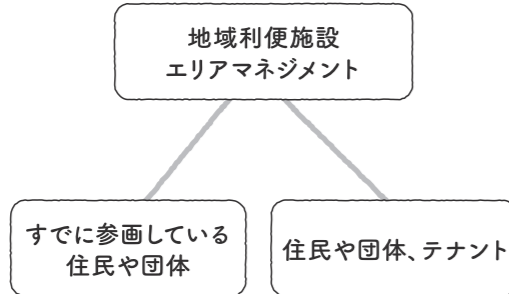 地域利便施設
エリアマネジメント
すでに参画している
住民や団体
住民や団体、テナント